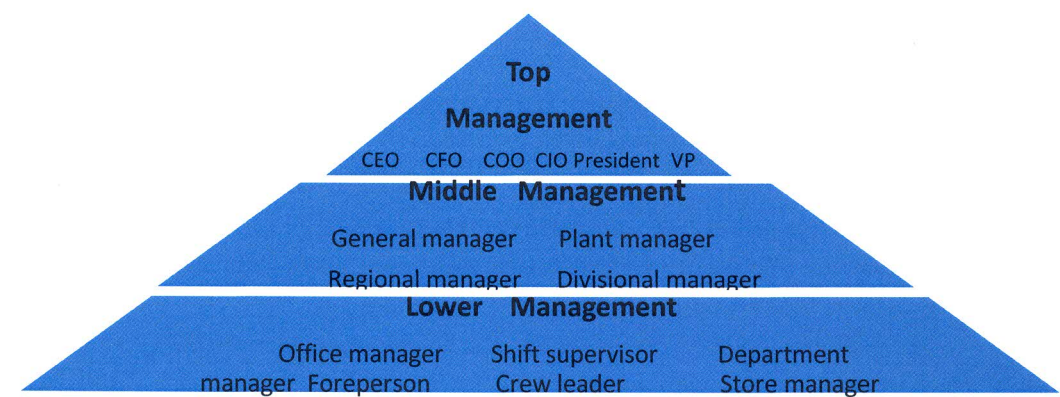 Top
Management
CEO CFO COO CIO President VP
Middle Management
General manager Plant manager
Regional manager Divisional manager
Lower Management
Office manager Shift supervisor Department
manager Foreperson Crew leader Store manager